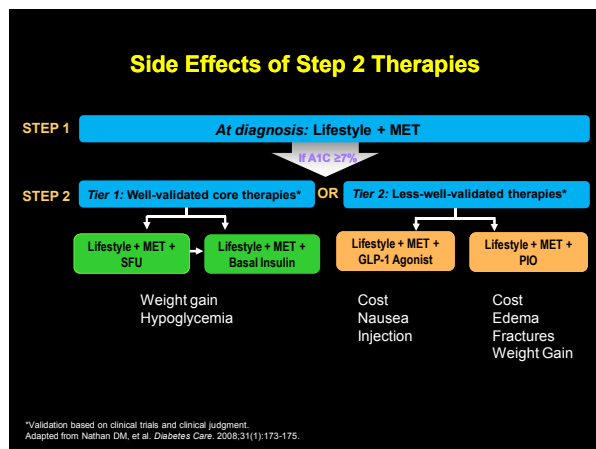 Side Effects of Step 2 Therapies
STEP 1
At diagnosis: Lifestyle + MET
If A1C ≥7%
STEP 2
Tier 1: Well-validated core therapies*
OR
Tier 2: Less-well-validated therapies*
Lifestyle + MET +
SFU
Lifestyle + MET +
Basal Insulin
Lifestyle + MET +
GLP-1 Agonist
Lifestyle + MET +
PIO
Weight gain
Hypoglycemia
Cost
Nausea
Injection
Cost
Edema
Fractures
Weight Gain
*Validation based on clinical trials and clinical judgment.
Adapted from Nathan DM, et al. Diabetes Care. 2008;31(1):173-175.